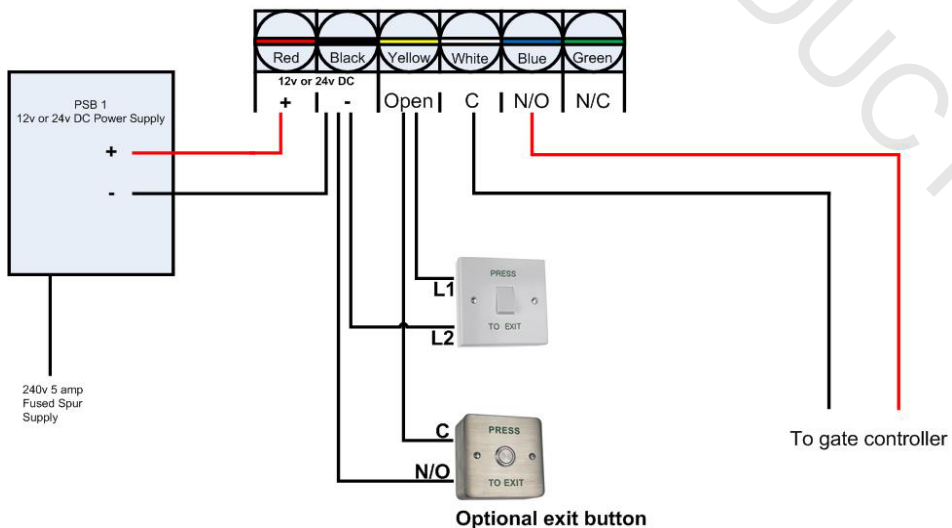 Red Black Yellow White Blue Green
12v or 24v DC
+ - Open C N/O N/C
PSB 1
12v or 24v DC Power Supply
+
-
PRESS
L1
TO EXIT
L2
240v 5 amp
Fused Spur
Supply
C
PRESS
N/O
TO EXIT
To gate controller
Optional exit button